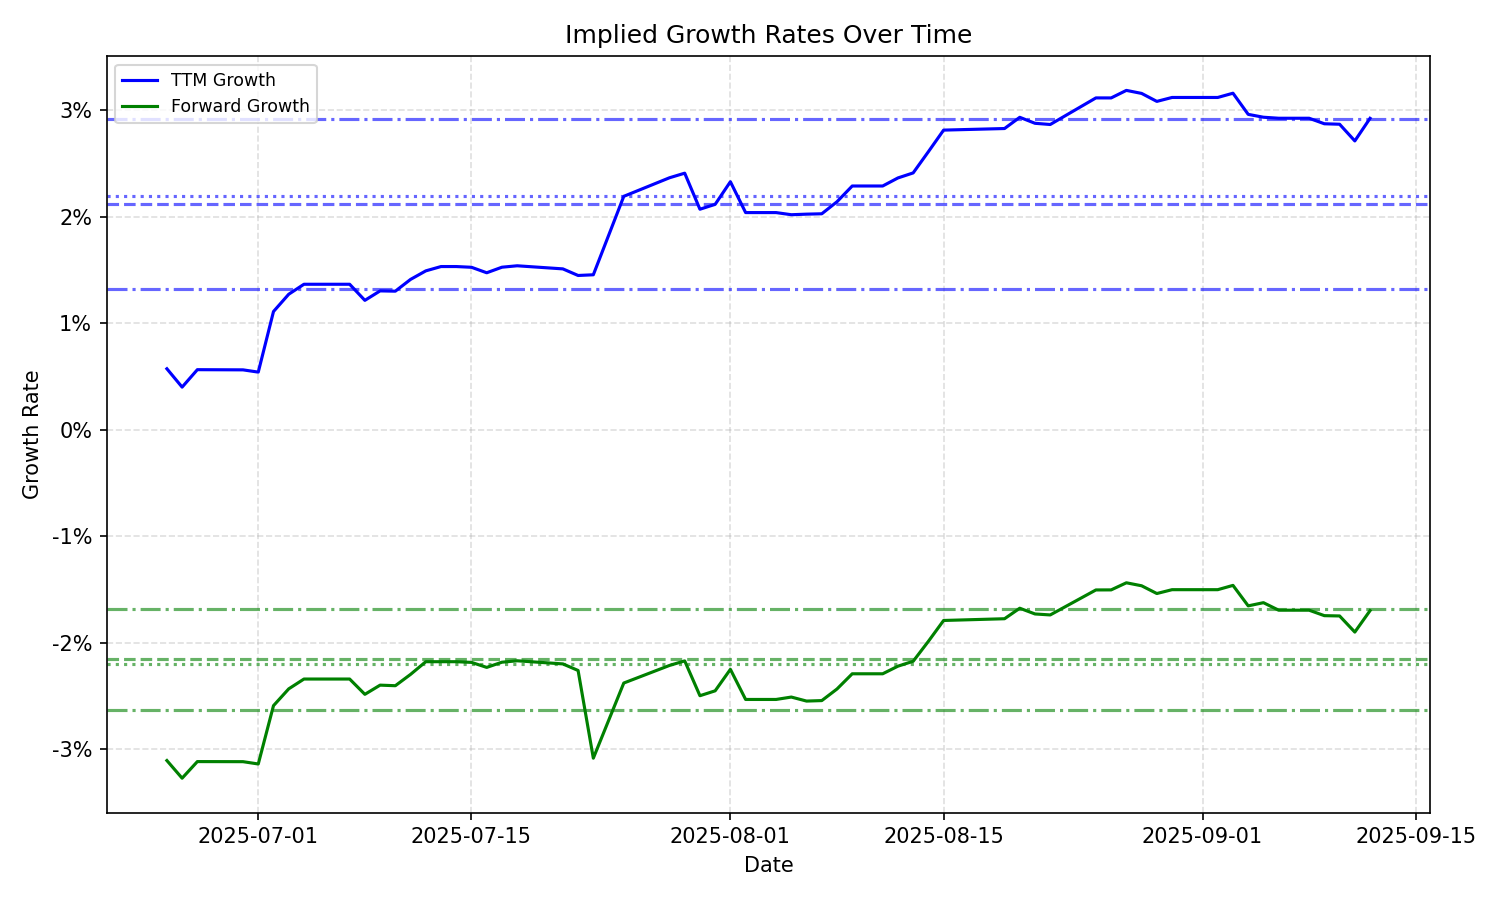 Implied Growth Rates Over Time
TTM Growth
Forward Growth
3%
2%
1%
0%
-1%
-2%
-3%
Growth Rate
2025-07-01
2025-07-15
2025-08-01
2025-08-15
2025-09-01
2025-09-15
Date